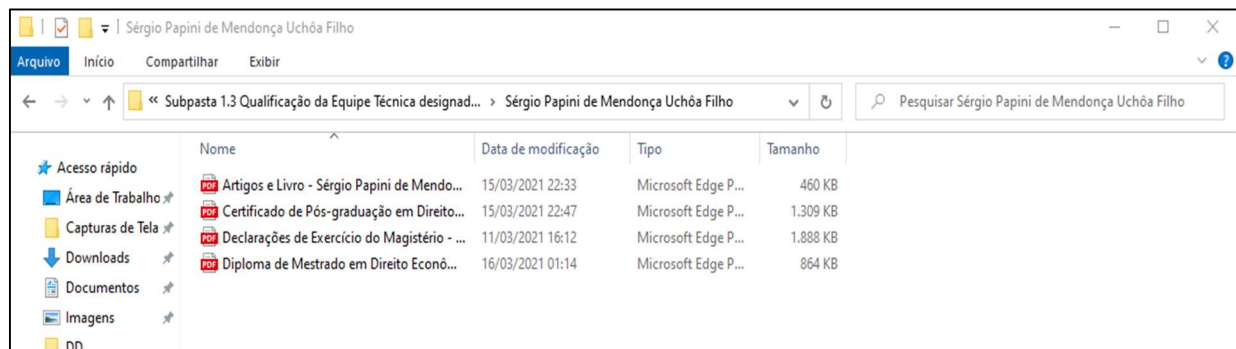 Sérgio Papini de Mendonça Uchôa Filho
Arquivo Início Compartilhar Exibir
« Subpasta 1.3 Qualificação da Equipe Técnica designad... › Sérgio Papini de Mendonça Uchôa Filho Pesquisar Sérgio Papini de Mendonça Uchôa Filho
Nome Data de modificação Tipo Tamanho
Acesso rápido
Artigos e Livro - Sérgio Papini de Mendo... 15/03/2021 22:33 Microsoft Edge P... 460 KB
Área de Trabalho
Certificado de Pós-graduação em Direito... 15/03/2021 22:47 Microsoft Edge P... 1.309 KB
Capturas de Tela
Declarações de Exercício do Magistério - ... 11/03/2021 16:12 Microsoft Edge P... 1.888 KB
Downloads
Diploma de Mestrado em Direito Econô... 16/03/2021 01:14 Microsoft Edge P... 864 KB
Documentos
Imagens
DD